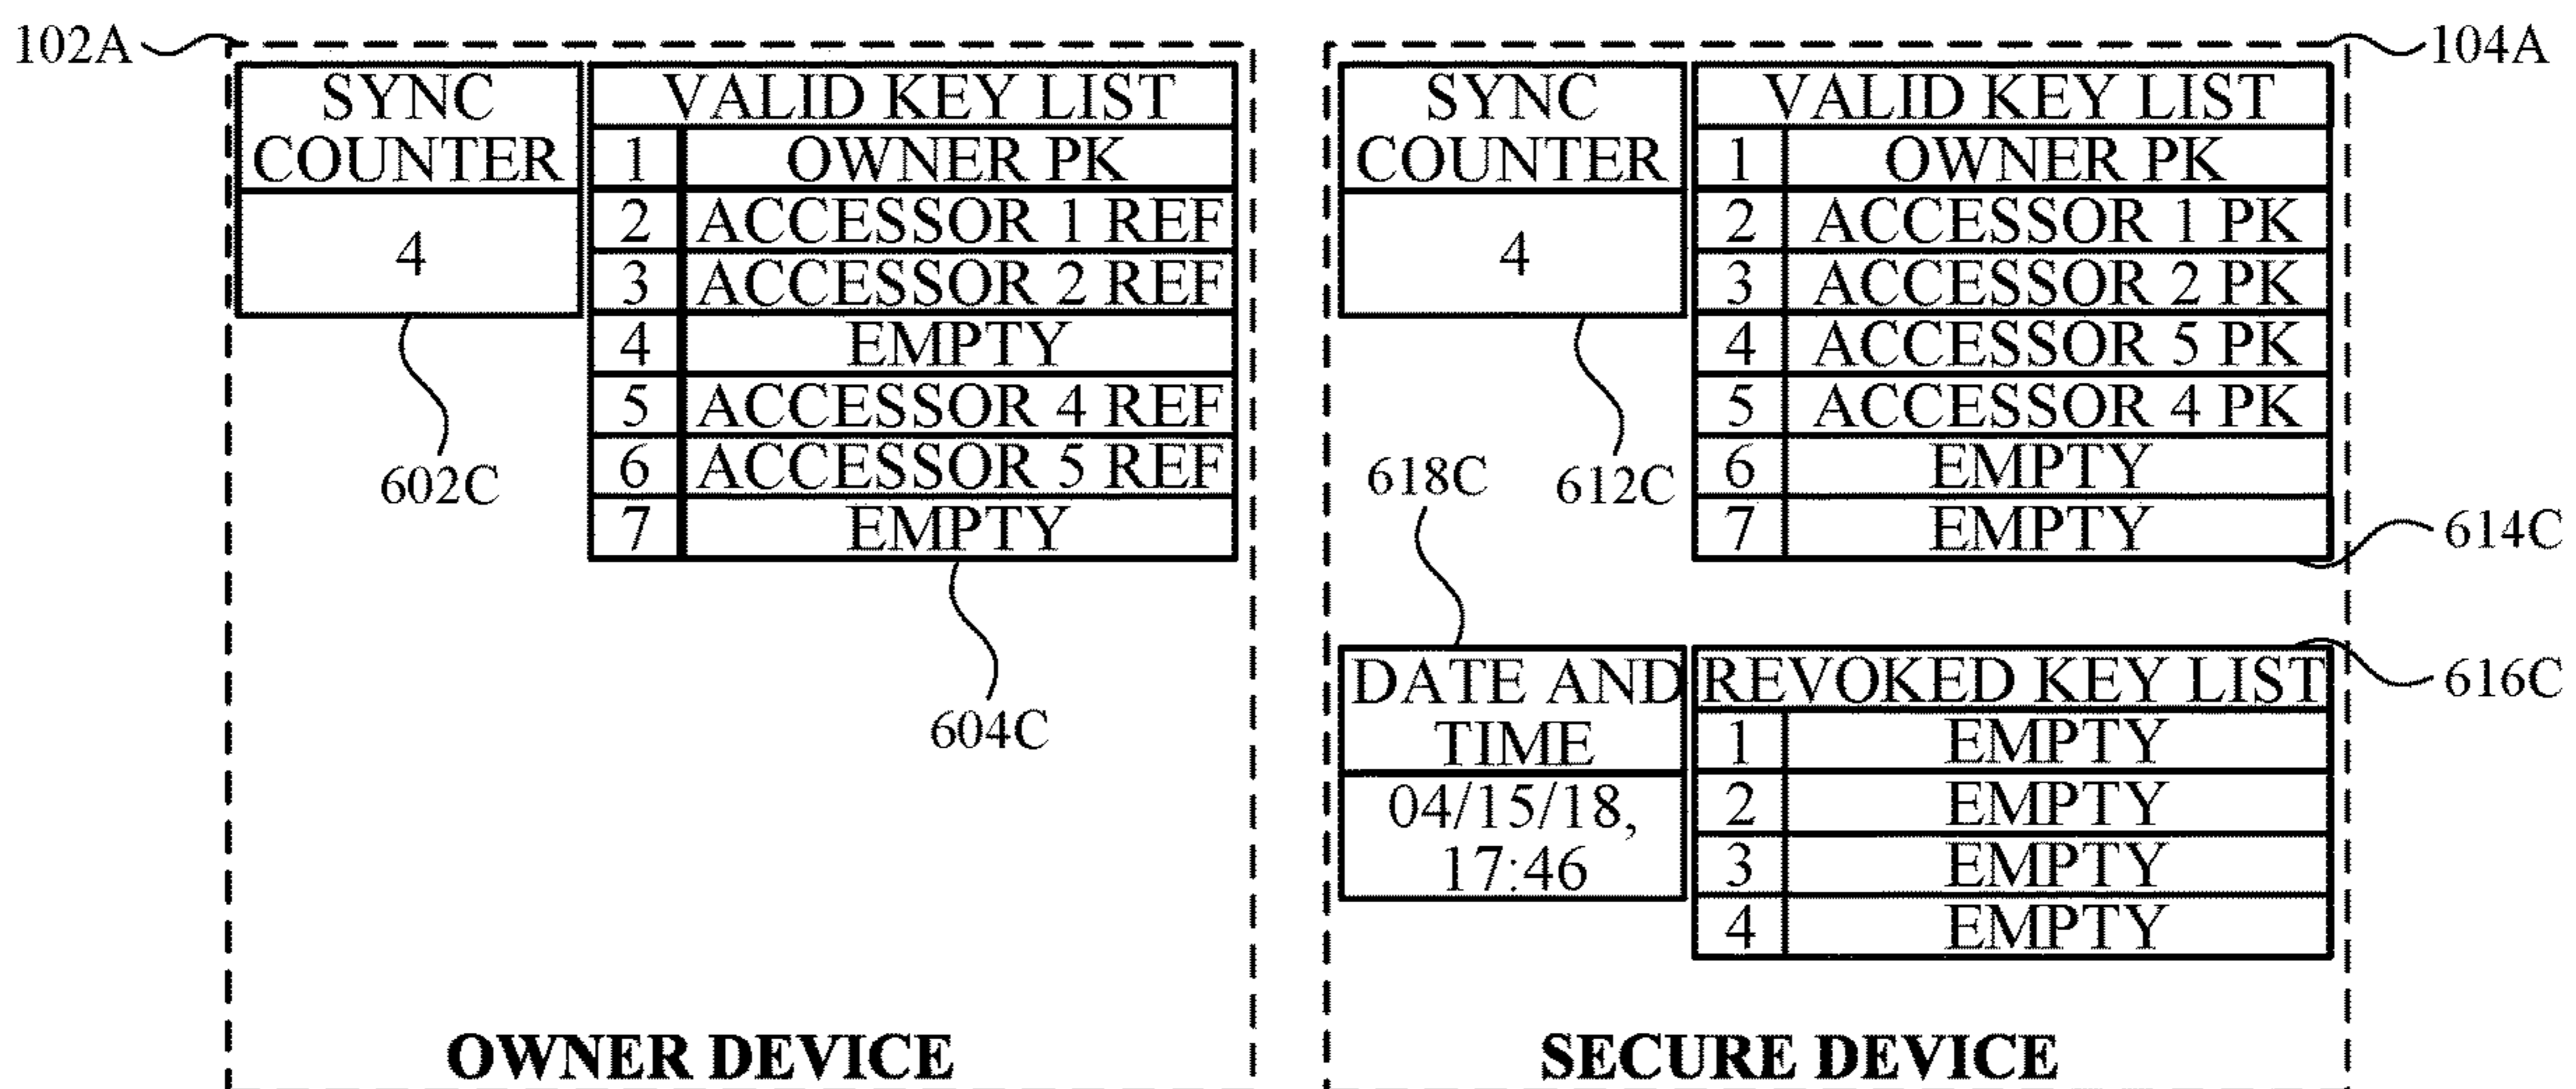 102A
SYNC
COUNTER
4
602C
VALID KEY LIST
1 OWNER PK
2 ACCESSOR 1 REF
3 ACCESSOR 2 REF
4 EMPTY
5 ACCESSOR 4 REF
6 ACCESSOR 5 REF
7 EMPTY
604C
OWNER DEVICE
104A
SYNC
COUNTER
4
612C
VALID KEY LIST
1 OWNER PK
2 ACCESSOR 1 PK
3 ACCESSOR 2 PK
4 ACCESSOR 5 PK
5 ACCESSOR 4 PK
6 EMPTY
7 EMPTY
614C
618C
DATE AND
TIME
04/15/18,
17:46
REVOKED KEY LIST
1 EMPTY
2 EMPTY
3 EMPTY
4 EMPTY
616C
SECURE DEVICE